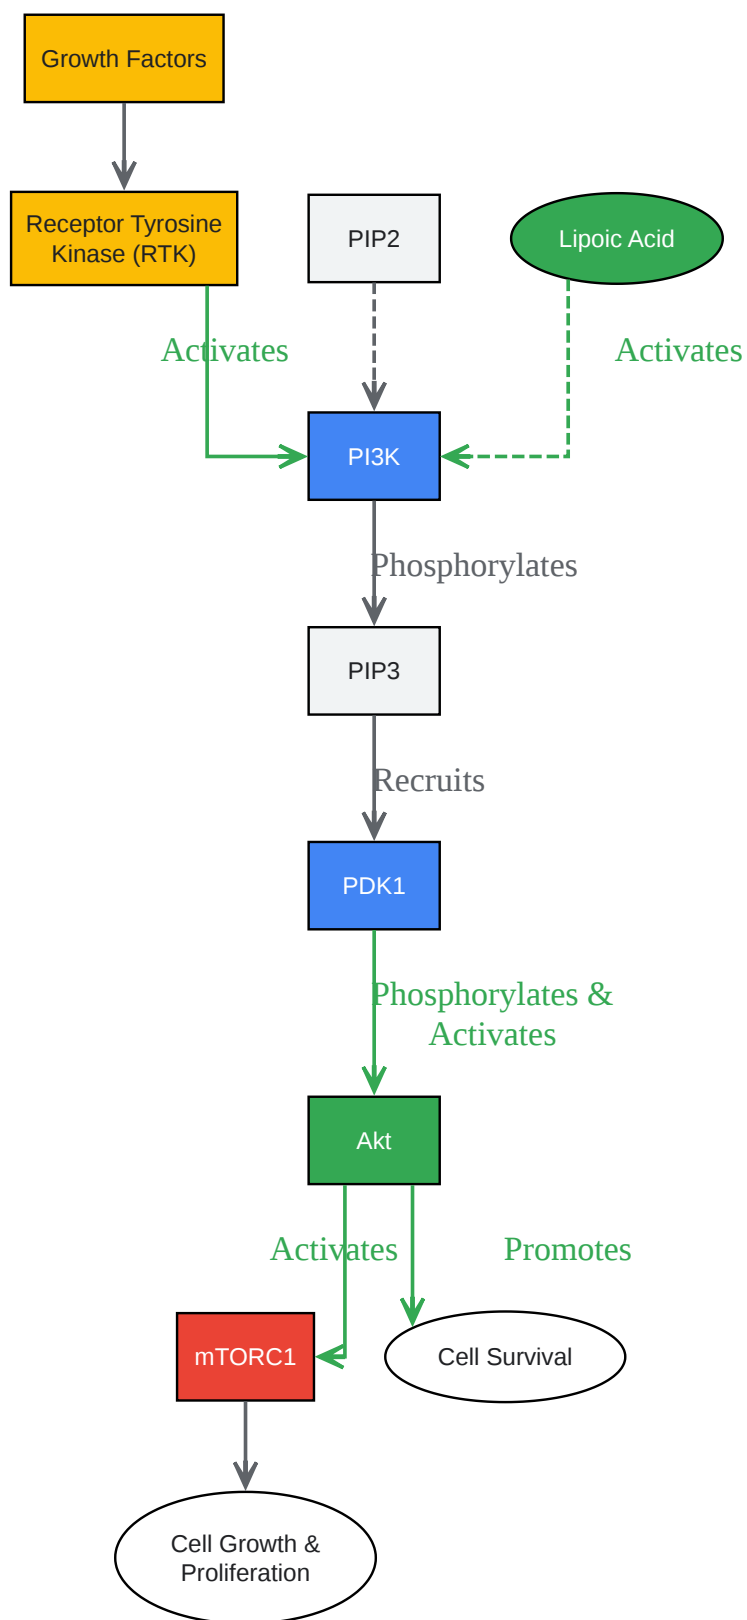 Growth Factors
Receptor Tyrosine
Kinase (RTK)
PIP2
Lipoic Acid
Activates
Activates
PI3K
Phosphorylates
PIP3
Recruits
PDK1
Phosphorylates &
Activates
Akt
Activates
Promotes
mTORC1
Cell Survival
Cell Growth &
Proliferation